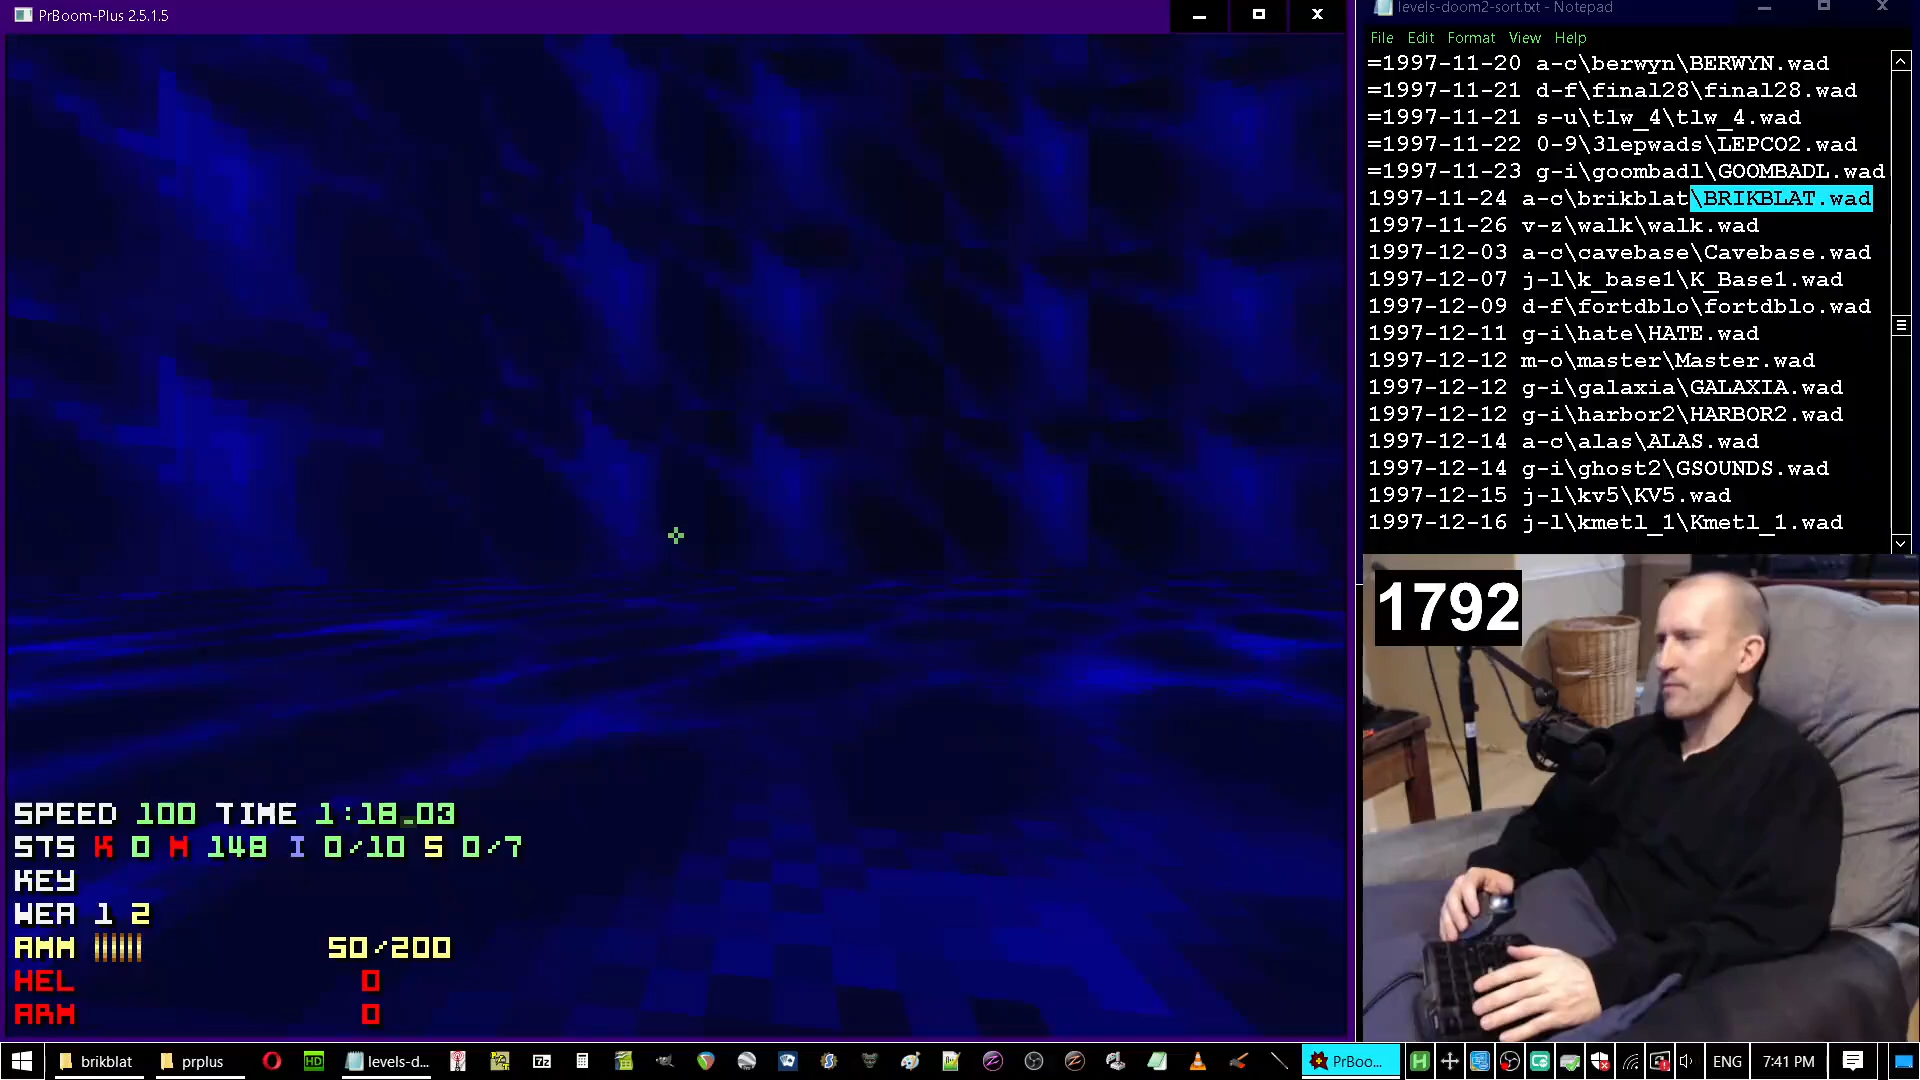 PrBoom-Plus 2.5.1.5
levels-doom2-sort.txt - Notepad
File Edit Format View Help
=1997-11-20 a-c\berwyn\BERWYN.wad
=1997-11-21 d-f\final28\final28.wad
=1997-11-21 s-u\tlw_4\tlw_4.wad
=1997-11-22 0-9\3lepwads\LEPCO2.wad
=1997-11-23 g-i\goombadl\GOOMBADL.wad
1997-11-24 a-c\brikblat\BRIKBLAT.wad
1997-11-26 v-z\walk\walk.wad
1997-12-03 a-c\cavebase\Cavebase.wad
1997-12-07 j-l\k_base1\K_Base1.wad
1997-12-09 d-f\fortdblo\fortdblo.wad
1997-12-11 g-i\hate\HATE.wad
1997-12-12 m-o\master\Master.wad
1997-12-12 g-i\galaxia\GALAXIA.wad
1997-12-12 g-i\harbor2\HARBOR2.wad
1997-12-14 a-c\alas\ALAS.wad
1997-12-14 g-i\ghost2\GSOUNDS.wad
1997-12-15 j-l\kv5\KV5.wad
1997-12-16 j-l\kmetl_1\Kmetl_1.wad
1792
SPEED 100 TIME 1:18.03
STS K 0 M 148 I 0/10 S 0/7
KEY
WEA 1 2
AMM 50/200
HEL 0
ARM 0
brikblat prplus HD levels-d... 7z PrBoo... ENG 7:41 PM